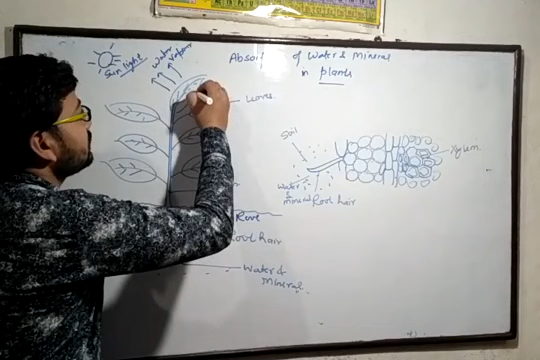 of Water & Mineral
in plants
Sun light
Water
Vapour
Leaves
Soil
Xylem
Water
&
mineral
Root hair
Root
Root hair
Water &
Mineral